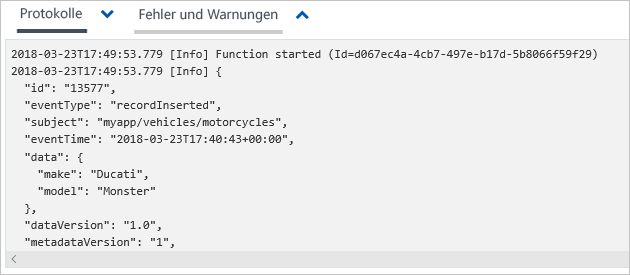 Protokolle Fehler und Warnungen
2018-03-23T17:49:53.779 [Info] Function started (Id=d067ec4a-4cb7-497e-b17d-5b8066f59f29)
2018-03-23T17:49:53.779 [Info] {
"id": "13577",
"eventType": "recordInserted",
"subject": "myapp/vehicles/motorcycles",
"eventTime": "2018-03-23T17:40:43+00:00",
"data": {
"make": "Ducati",
"model": "Monster"
},
"dataVersion": "1.0",
"metadataVersion": "1",